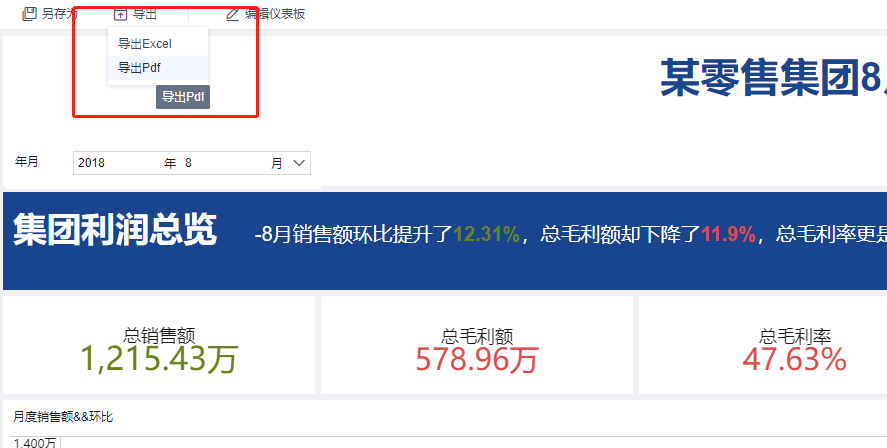 另存为 导出 编辑仪表板
导出Excel
导出Pdf
导出Pdf
某零售集团8
年月 2018 年 8 月
集团利润总览 -8月销售额环比提升了12.31%，总毛利额却下降了11.9%，总毛利率更是
总销售额 总毛利额 总毛利率
1,215.43万 578.96万 47.63%
月度销售额&&环比
1,400万